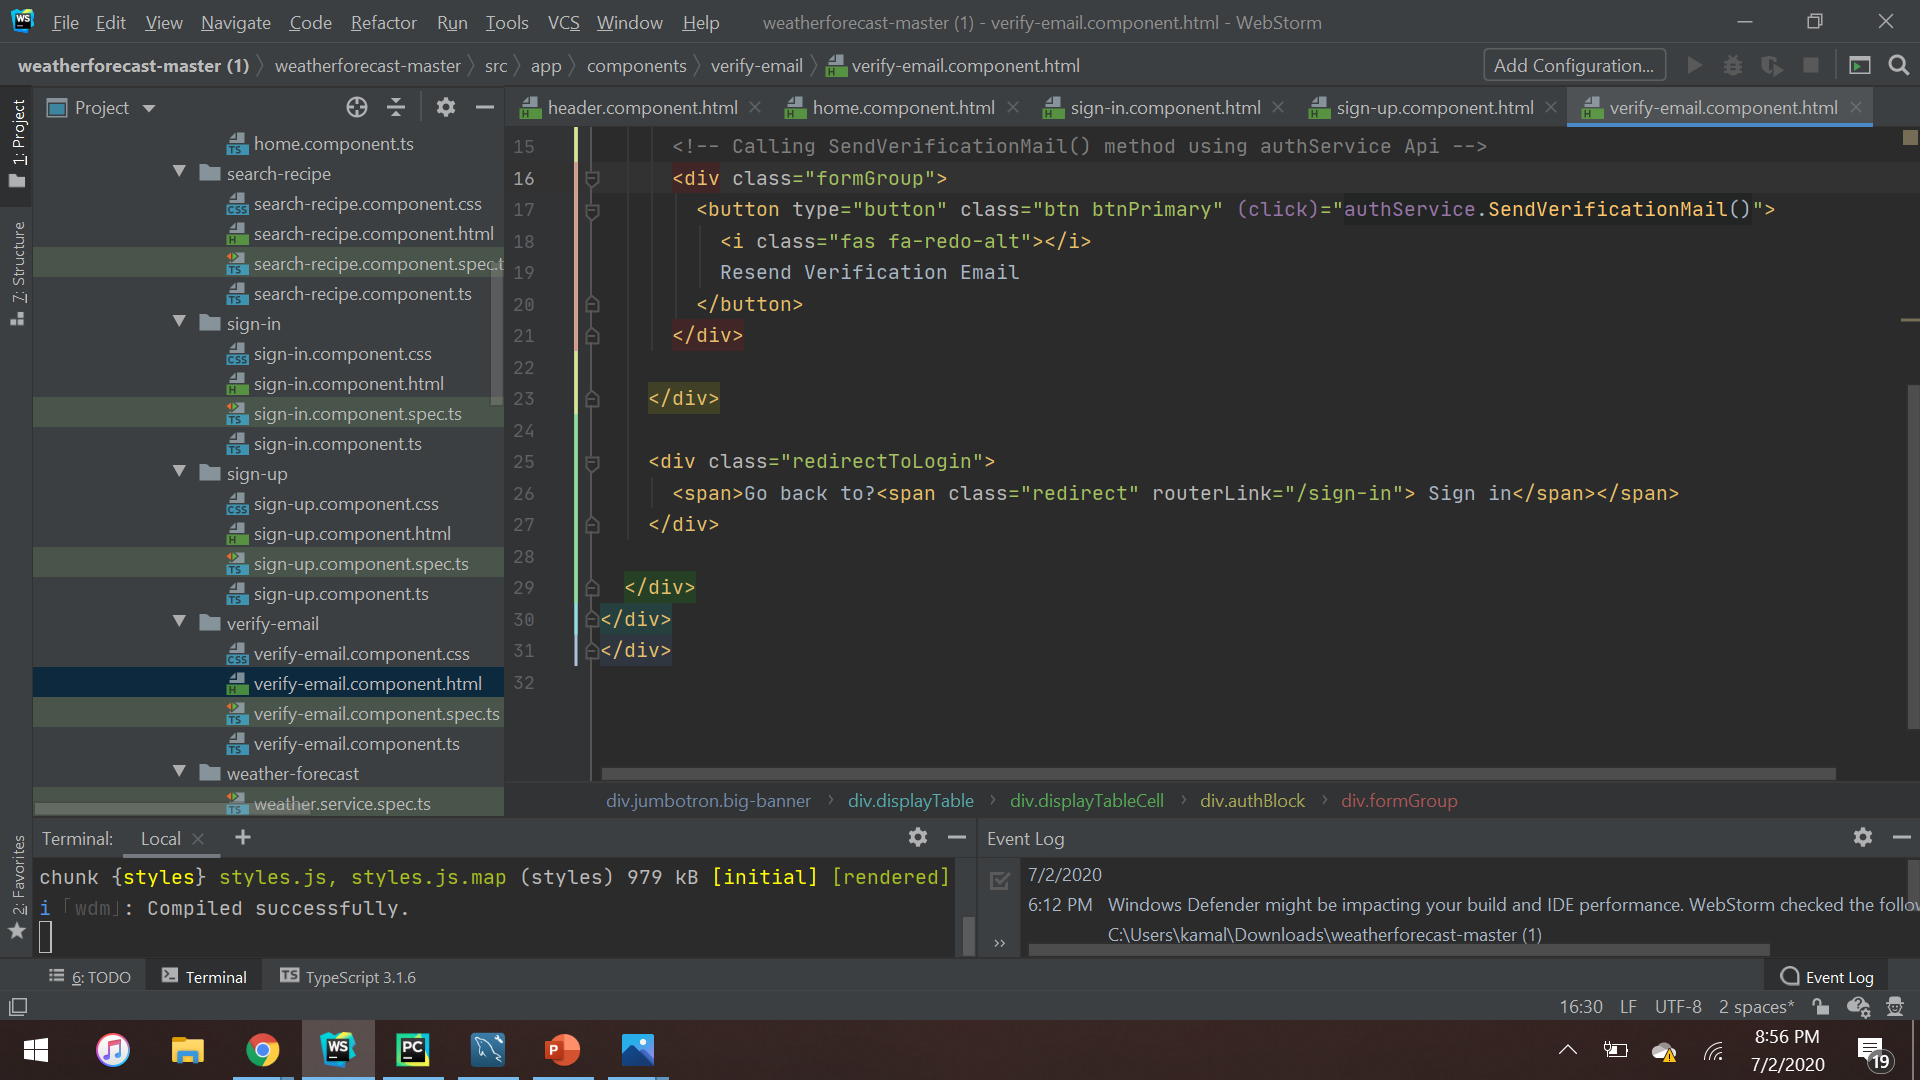 WS File Edit View Navigate Code Refactor Run Tools VCS Window Help weatherforecast-master (1) - verify-email.component.html - WebStorm
weatherforecast-master (1) weatherforecast-master src app components verify-email verify-email.component.html Add Configuration...
1: Project
7: Structure
2: Favorites
Project
header.component.html home.component.html sign-in.component.html sign-up.component.html verify-email.component.html
home.component.ts
search-recipe
search-recipe.component.css
search-recipe.component.html
search-recipe.component.spec.t
search-recipe.component.ts
sign-in
sign-in.component.css
sign-in.component.html
sign-in.component.spec.ts
sign-in.component.ts
sign-up
sign-up.component.css
sign-up.component.html
sign-up.component.spec.ts
sign-up.component.ts
verify-email
verify-email.component.css
verify-email.component.html
verify-email.component.spec.ts
verify-email.component.ts
weather-forecast
weather.service.spec.ts
15 <!-- Calling SendVerificationMail() method using authService Api -->
16 <div class="formGroup">
17 <button type="button" class="btn btnPrimary" (click)="authService.SendVerificationMail()">
18 <i class="fas fa-redo-alt"></i>
19 Resend Verification Email
20 </button>
21 </div>
22
23 </div>
24
25 <div class="redirectToLogin">
26 <span>Go back to?<span class="redirect" routerLink="/sign-in"> Sign in</span></span>
27 </div>
28
29 </div>
30 </div>
31 </div>
32
div.jumbotron.big-banner div.displayTable div.displayTableCell div.authBlock div.formGroup
Terminal: Local
chunk {styles} styles.js, styles.js.map (styles) 979 kB [initial] [rendered]
i「wdm」: Compiled successfully.
Event Log
7/2/2020
6:12 PM Windows Defender might be impacting your build and IDE performance. WebStorm checked the follow
C:\Users\kamal\Downloads\weatherforecast-master (1)
6: TODO Terminal TypeScript 3.1.6 Event Log
16:30 LF UTF-8 2 spaces*
8:56 PM
7/2/2020
19